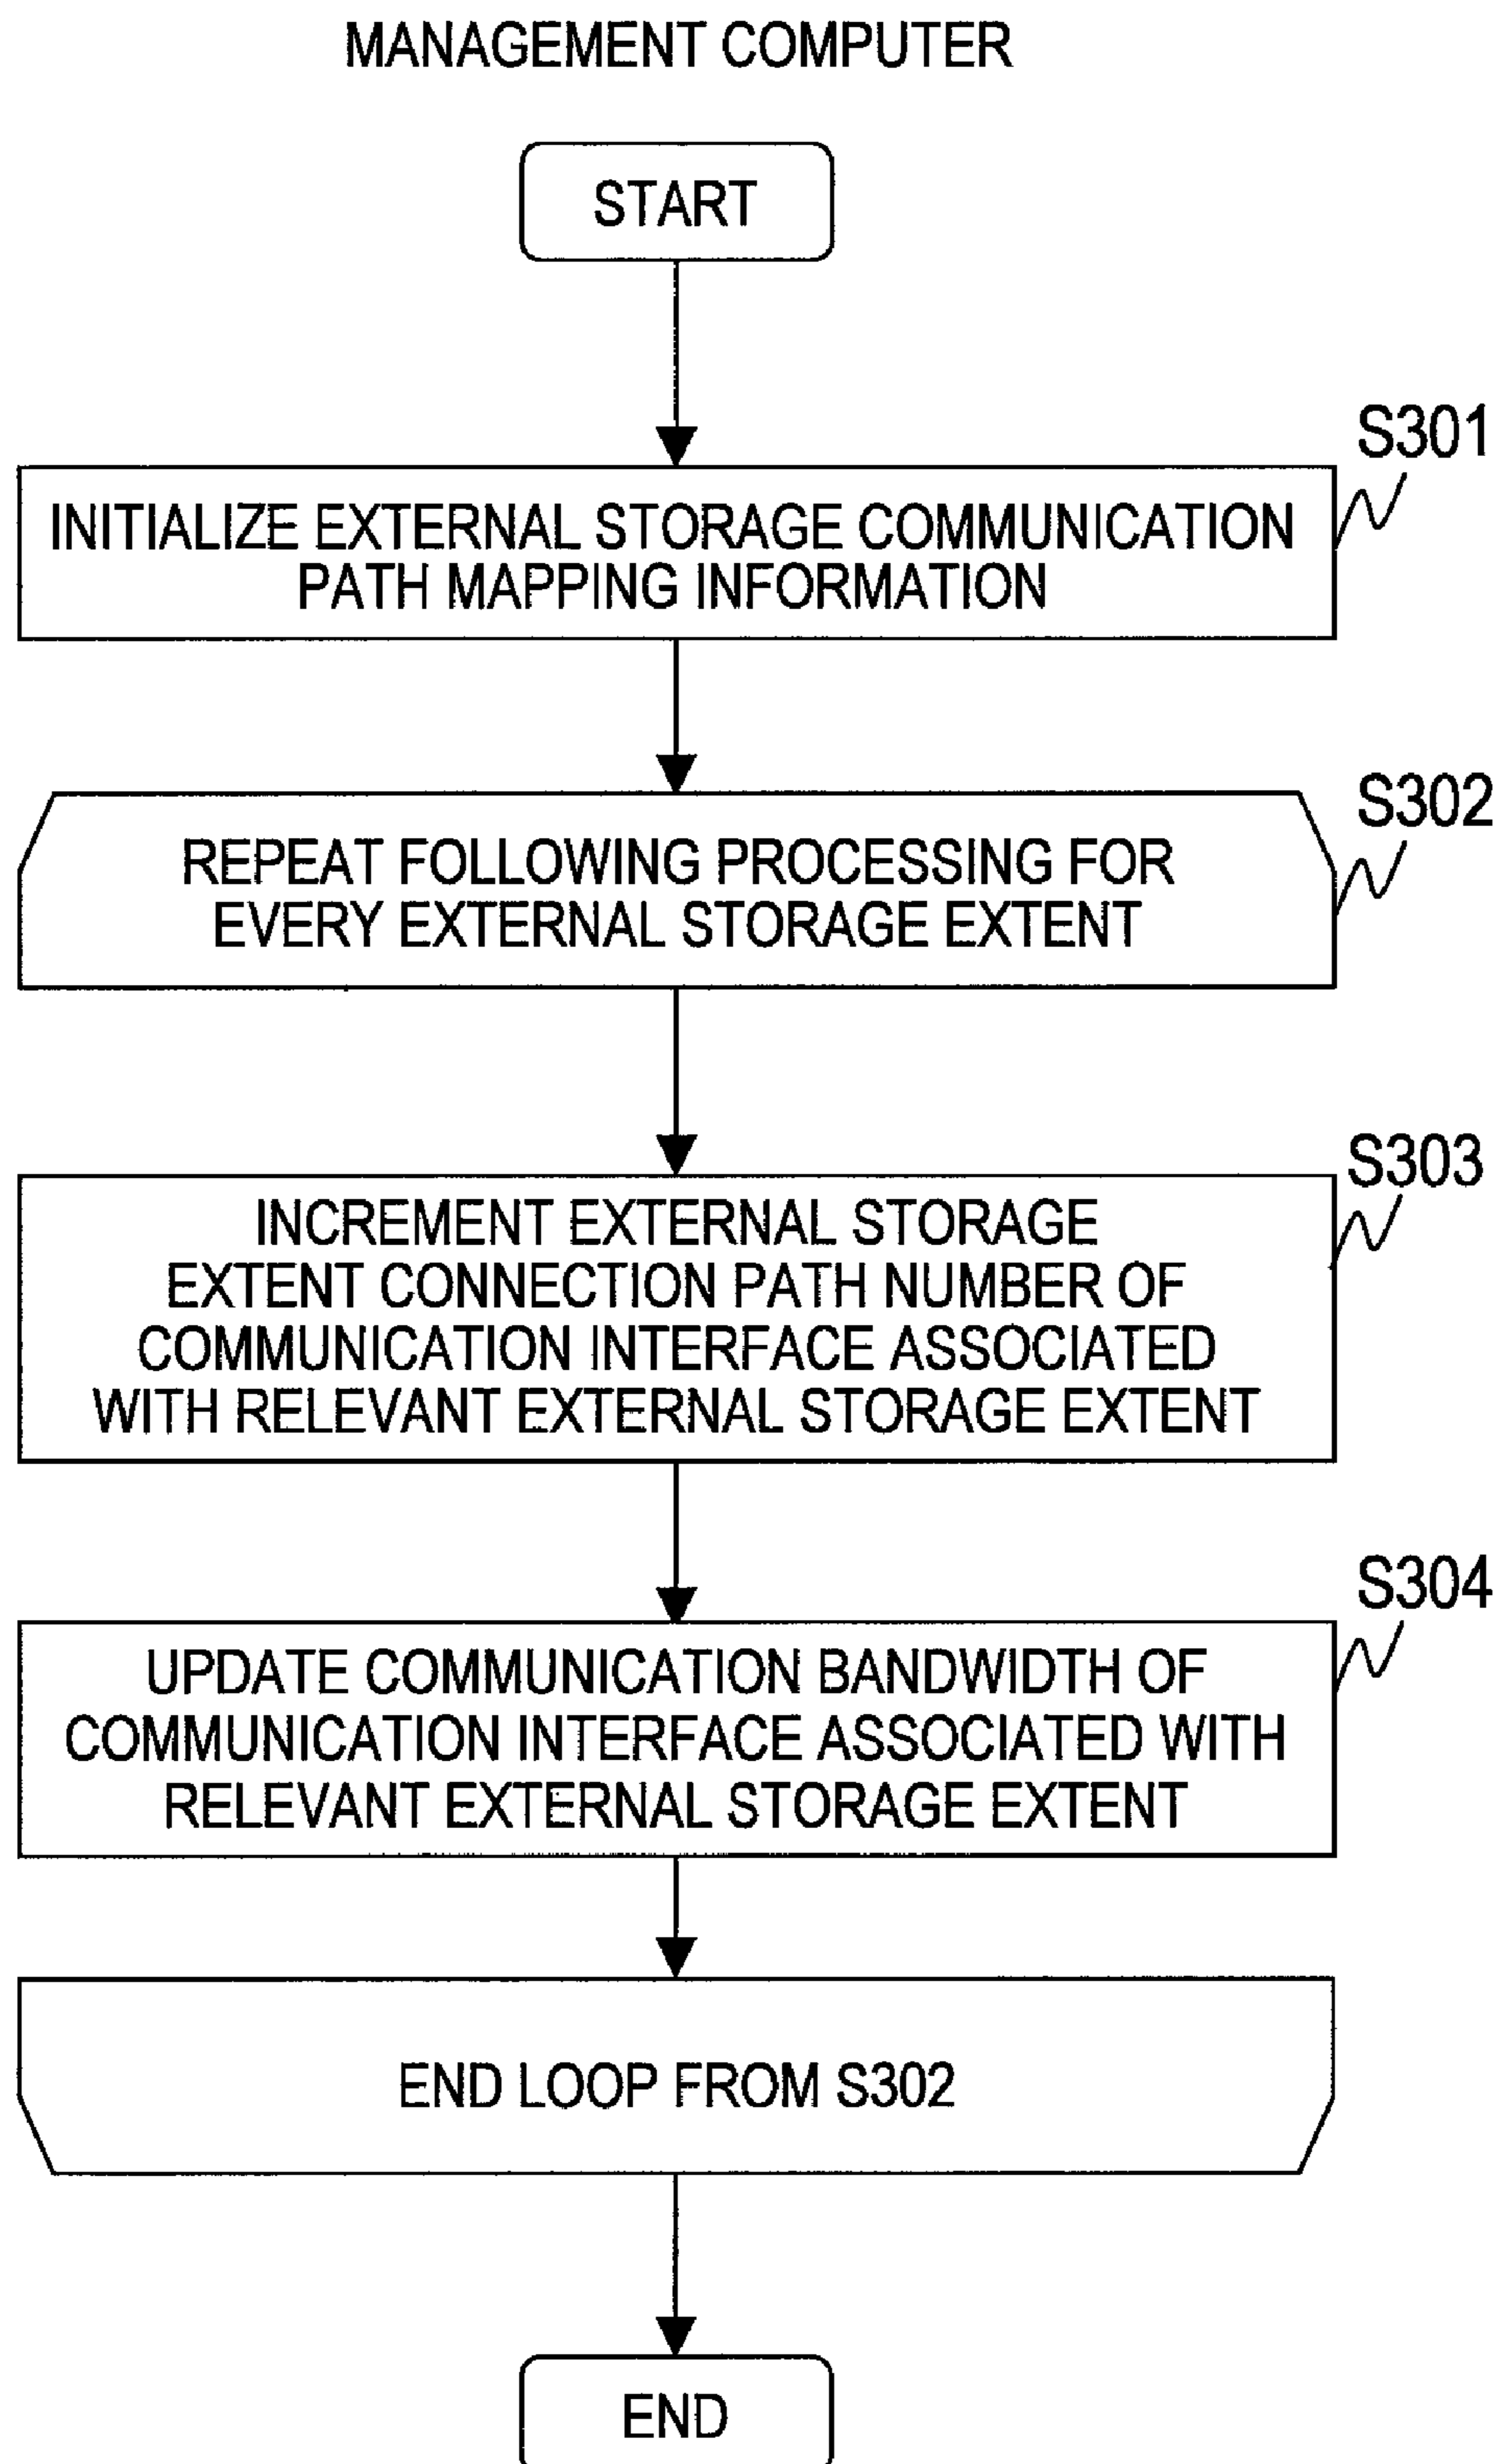 MANAGEMENT COMPUTER
START
S301
INITIALIZE EXTERNAL STORAGE COMMUNICATION
PATH MAPPING INFORMATION
S302
REPEAT FOLLOWING PROCESSING FOR
EVERY EXTERNAL STORAGE EXTENT
S303
INCREMENT EXTERNAL STORAGE
EXTENT CONNECTION PATH NUMBER OF
COMMUNICATION INTERFACE ASSOCIATED
WITH RELEVANT EXTERNAL STORAGE EXTENT
S304
UPDATE COMMUNICATION BANDWIDTH OF
COMMUNICATION INTERFACE ASSOCIATED WITH
RELEVANT EXTERNAL STORAGE EXTENT
END LOOP FROM S302
END